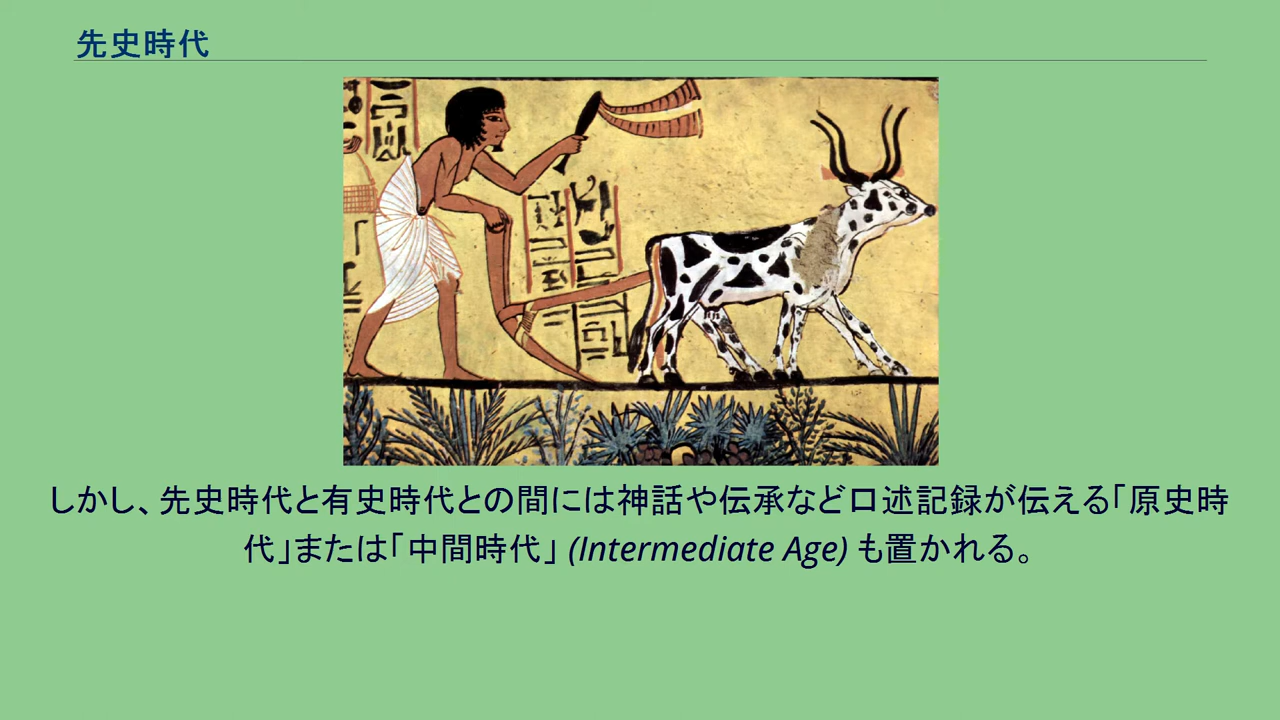 先史時代
しかし、先史時代と有史時代との間には神話や伝承など口述記録が伝える「原史時
代」または「中間時代」 (Intermediate Age) も置かれる。